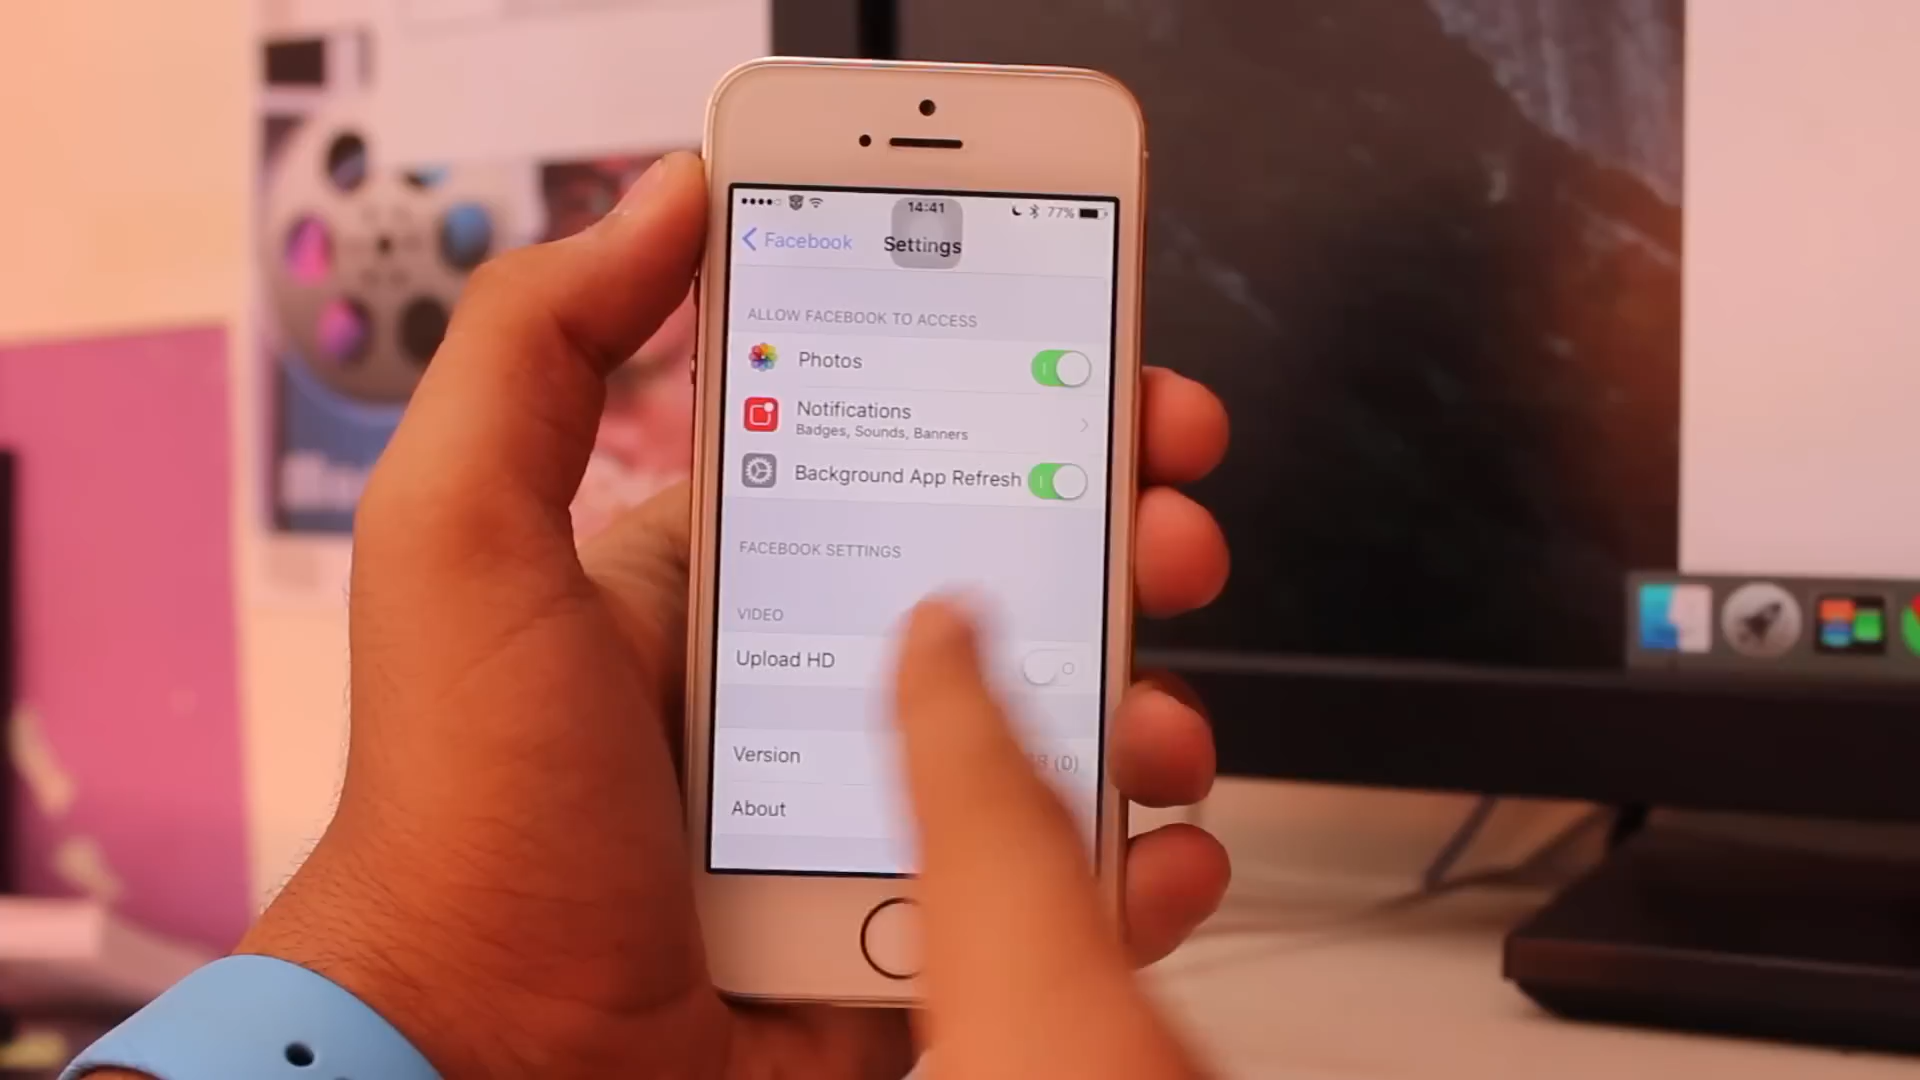 14:41
77%
Facebook
Settings
ALLOW FACEBOOK TO ACCESS
Photos
Notifications
Badges, Sounds, Banners
Background App Refresh
FACEBOOK SETTINGS
VIDEO
Upload HD
Version
(0)
About